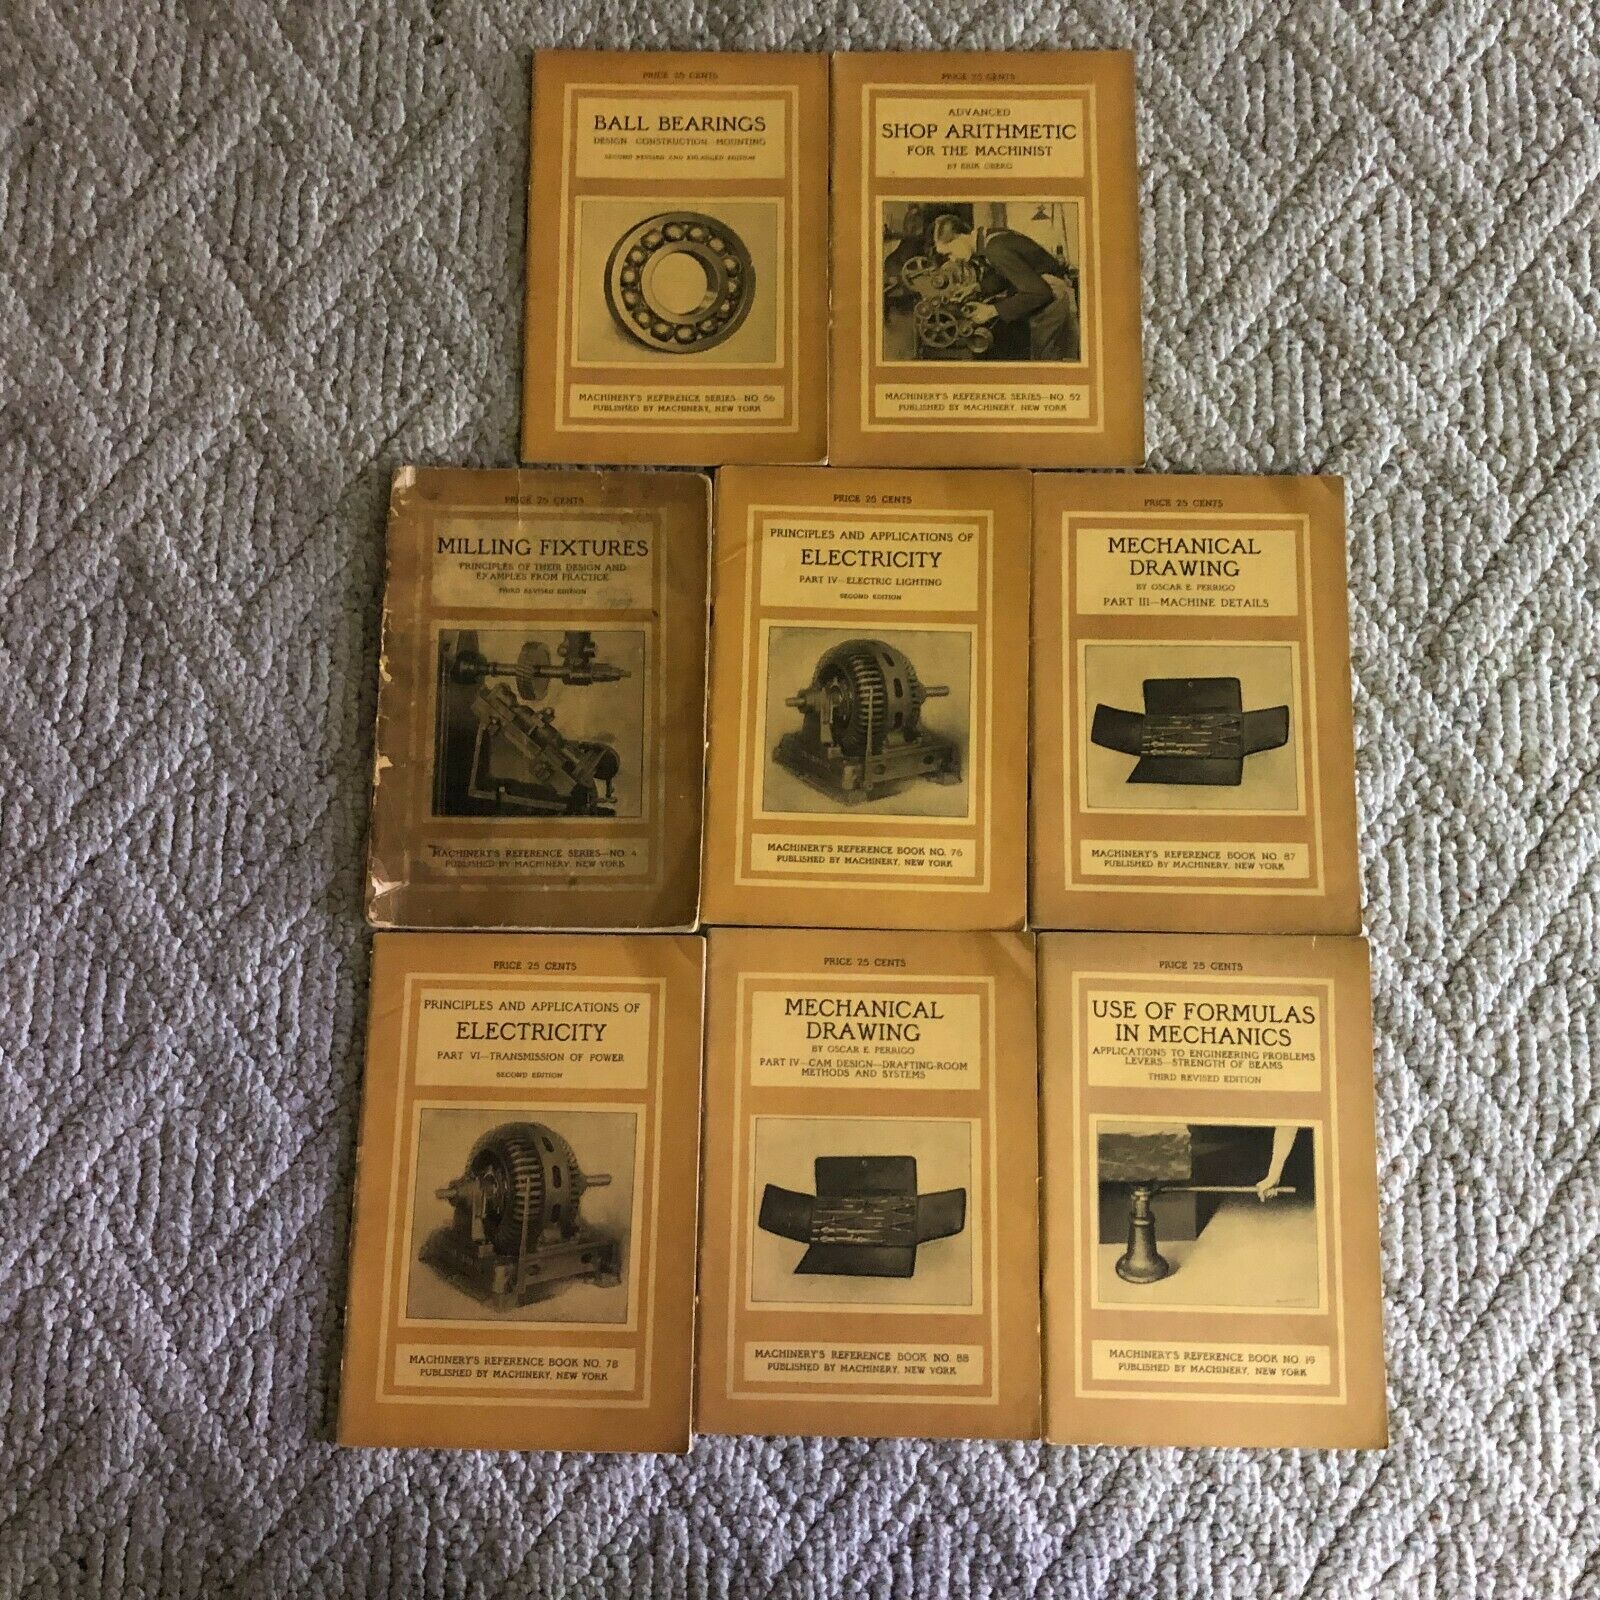 PRICE 25 CENTS
BALL BEARINGS
DESIGN CONSTRUCTION MOUNTING
SECOND REVISED AND ENLARGED EDITION
MACHINERY'S REFERENCE SERIES—NO. 56
PUBLISHED BY MACHINERY, NEW YORK
PRICE 25 CENTS
ADVANCED
SHOP ARITHMETIC
FOR THE MACHINIST
BY ERIK OBERG
MACHINERY'S REFERENCE SERIES—NO. 52
PUBLISHED BY MACHINERY, NEW YORK
PRICE 25 CENTS
MILLING FIXTURES
PRINCIPLES OF THEIR DESIGN AND
EXAMPLES FROM PRACTICE
THIRD REVISED EDITION
MACHINERY'S REFERENCE SERIES—NO. 4
PUBLISHED BY MACHINERY, NEW YORK
PRICE 25 CENTS
PRINCIPLES AND APPLICATIONS OF
ELECTRICITY
PART IV—ELECTRIC LIGHTING
SECOND EDITION
MACHINERY'S REFERENCE BOOK NO. 76
PUBLISHED BY MACHINERY, NEW YORK
PRICE 25 CENTS
MECHANICAL
DRAWING
BY OSCAR E. PERRIGO
PART III—MACHINE DETAILS
MACHINERY'S REFERENCE BOOK NO. 87
PUBLISHED BY MACHINERY, NEW YORK
PRICE 25 CENTS
PRINCIPLES AND APPLICATIONS OF
ELECTRICITY
PART VI—TRANSMISSION OF POWER
SECOND EDITION
MACHINERY'S REFERENCE BOOK NO. 78
PUBLISHED BY MACHINERY, NEW YORK
PRICE 25 CENTS
MECHANICAL
DRAWING
BY OSCAR E. PERRIGO
PART IV—CAM DESIGN—DRAFTING-ROOM
METHODS AND SYSTEMS
MACHINERY'S REFERENCE BOOK NO. 88
PUBLISHED BY MACHINERY, NEW YORK
PRICE 25 CENTS
USE OF FORMULAS
IN MECHANICS
APPLICATIONS TO ENGINEERING PROBLEMS
LEVERS—STRENGTH OF BEAMS
THIRD REVISED EDITION
MACHINERY'S REFERENCE BOOK NO. 19
PUBLISHED BY MACHINERY, NEW YORK